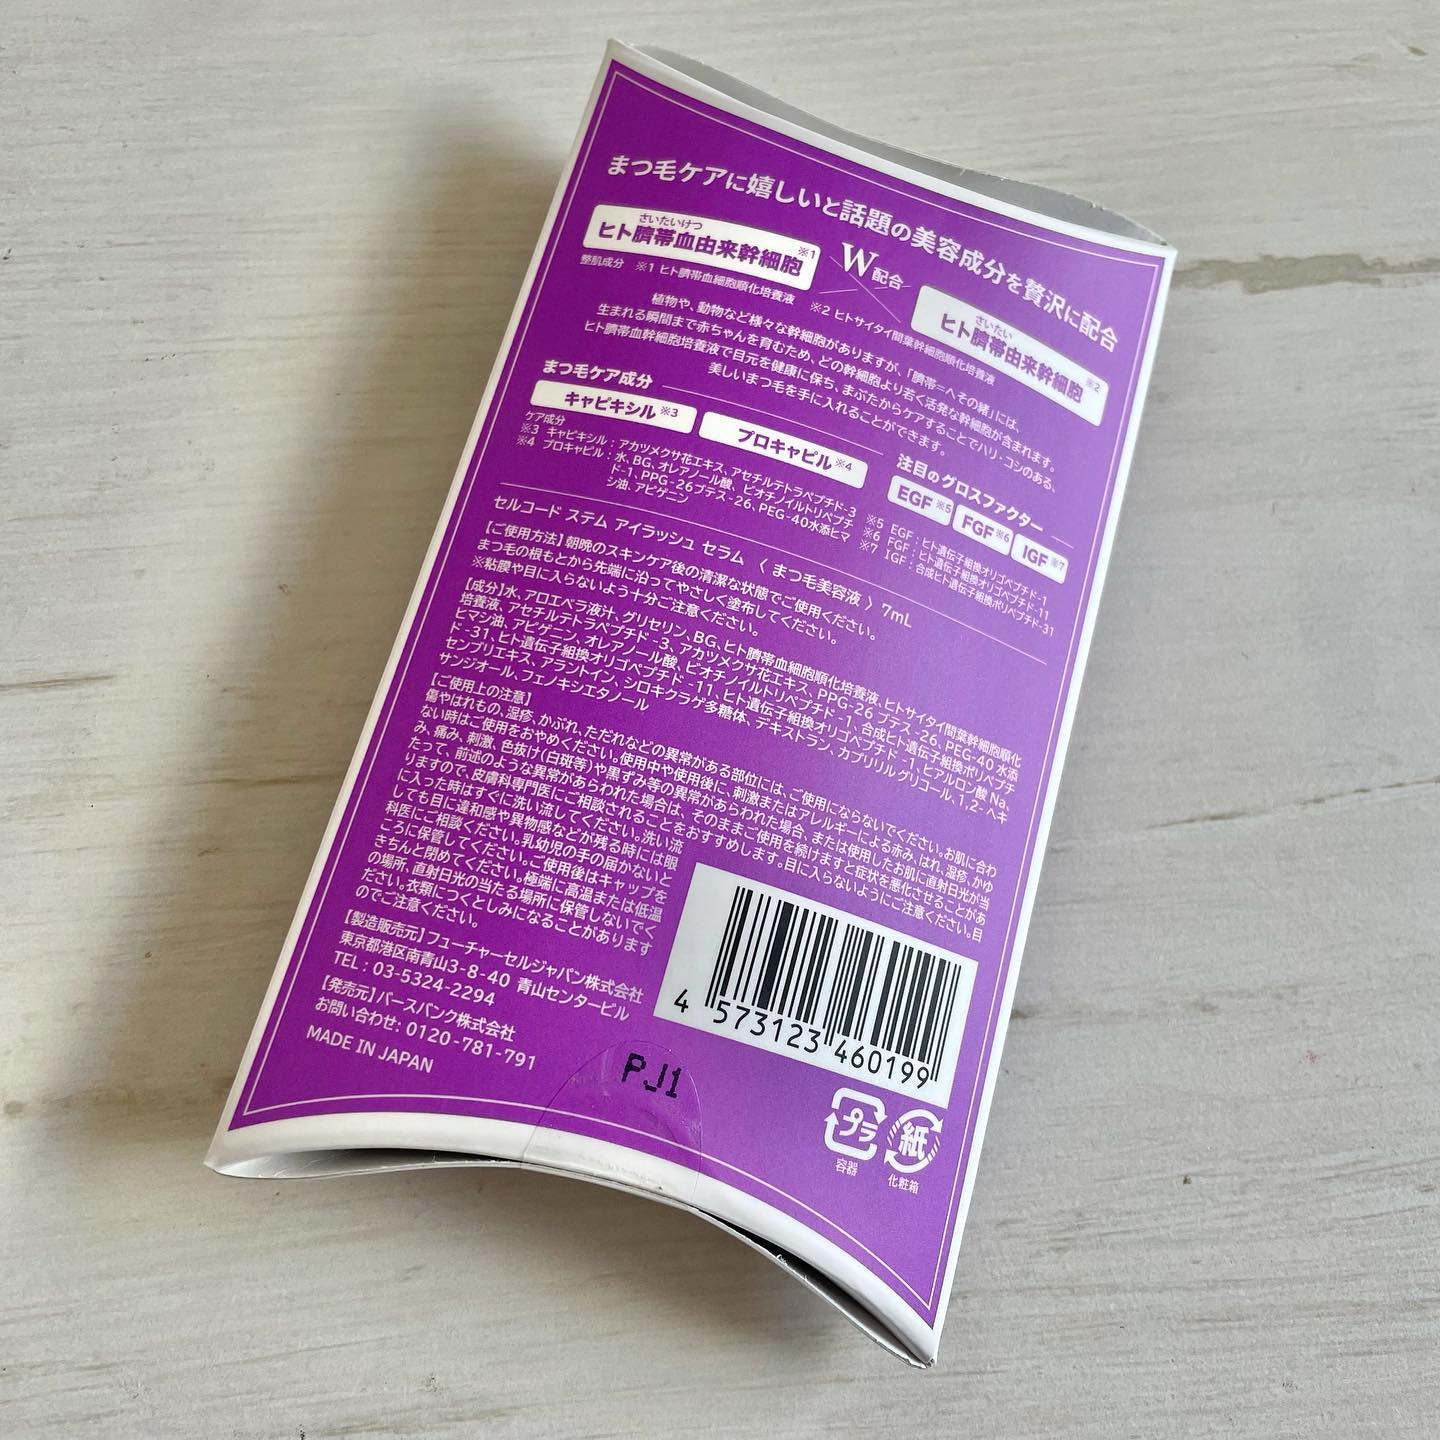 まつ毛ケアに嬉しいと話題の美容成分を贅沢に配合
さいたいけつ
ヒト臍帯血由来幹細胞※1
W配合
さいたい
ヒト臍帯由来幹細胞※2
整肌成分 ※1 ヒト臍帯血細胞順化培養液 ※2 ヒトサイタイ間葉幹細胞順化培養液
植物や、動物など様々な幹細胞がありますが、「臍帯=へその緒」には、
生まれる瞬間まで赤ちゃんを育むため、どの幹細胞より若く活発な幹細胞が含まれます。
ヒト臍帯血幹細胞培養液で目元を健康に保ち、まぶたからケアすることでハリ・コシのある、
美しいまつ毛を手に入れることができます。
まつ毛ケア成分
キャピキシル※3
プロキャピル※4
ケア成分
※3 キャピキシル:アカツメクサ花エキス、アセチルテトラペプチド-3
※4 プロキャピル:水、BG、オレアノール酸、ビオチノイルトリペプチ
ド-1、PPG-26ブテス-26、PEG-40水添ヒマ
シ油、アピゲニン
注目のグロスファクター
EGF※5
FGF※6
IGF※7
※5 EGF:ヒト遺伝子組換オリゴペプチド-1
※6 FGF:ヒト遺伝子組換オリゴペプチド-11
※7 IGF:合成ヒト遺伝子組換ポリペプチド-31
セルコード ステム アイラッシュ セラム 〈 まつ毛美容液 〉 7mL
【ご使用方法】朝晩のスキンケア後の清潔な状態でご使用ください。
まつ毛の根もとから先端に沿ってやさしく塗布してください。
※粘膜や目に入らないよう十分ご注意ください。
【成分】水、アロエベラ液汁、グリセリン、BG、ヒト臍帯血細胞順化培養液、ヒトサイタイ間葉幹細胞順化
培養液、アセチルテトラペプチド-3、アカツメクサ花エキス、PPG-26 ブテス-26、PEG-40 水添
ヒマシ油、アピゲニン、オレアノール酸、ビオチノイルトリペプチド-1、合成ヒト遺伝子組換ポリペプチ
ド-31、ヒト遺伝子組換オリゴペプチド-11、ヒト遺伝子組換オリゴペプチド-1、ヒアルロン酸 Na、
センブリエキス、アラントイン、シロキクラゲ多糖体、デキストラン、カプリリルグリコール、1,2-ヘキ
サンジオール、フェノキシエタノール
【ご使用上の注意】
傷やはれもの、湿疹、かぶれ、ただれなどの異常がある部位には、ご使用にならないでください。お肌に合わ
ない時はご使用をおやめください。使用中や使用後に、刺激またはアレルギーによる赤み、はれ、湿疹、かゆ
み、痛み、刺激、色抜け(白斑等)や黒ずみ等の異常があらわれた場合、または使用したお肌に直射日光が当
たって、前述のような異常があらわれた場合は、そのままご使用を続けますと症状を悪化させることがあ
りますので、皮膚科専門医にご相談されることをおすすめします。目に入らないようにご注意ください。目
に入った時はすぐに洗い流してください。洗い流
しても目に違和感や異物感などが残る時には眼
科医にご相談ください。乳幼児の手の届かないと
ころに保管してください。ご使用後はキャップを
きちんと閉めてください。極端に高温または低温
の場所、直射日光の当たる場所に保管しないでく
ださい。衣類につくとしみになることがあります
のでご注意ください。
【製造販売元】フューチャーセルジャパン株式会社
東京都港区南青山3-8-40 青山センタービル
TEL:03-5324-2294
【発売元】バースバンク株式会社
お問い合わせ: 0120-781-791
MADE IN JAPAN
4 573123 460199
PJ1
プラ
容器
紙
化粧箱